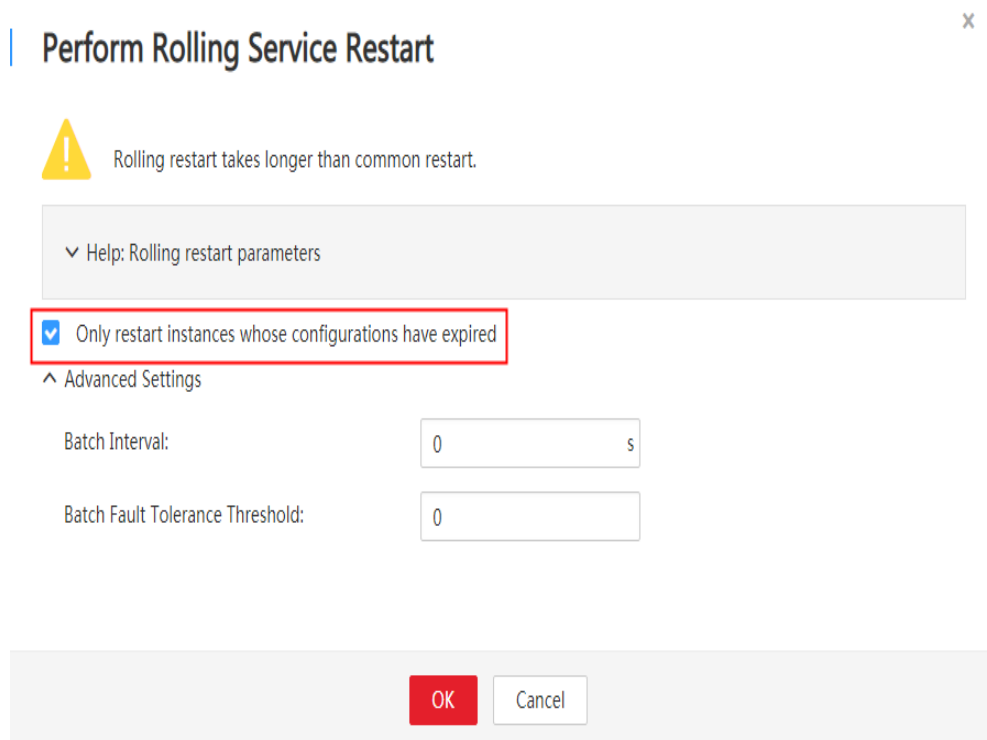 x
Perform Rolling Service Restart
Rolling restart takes longer than common restart.
Help: Rolling restart parameters
Only restart instances whose configurations have expired
Advanced Settings
Batch Interval: 0 s
Batch Fault Tolerance Threshold: 0
OK Cancel